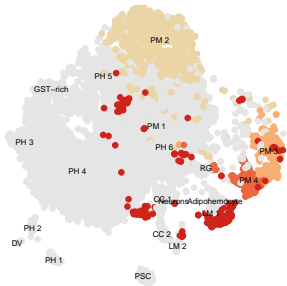 PM 2
PH 5
GST-rich
PM 1
PH 3
PH 6
PM 3
RG
PH 4
PM 4
CC 1
Neurons
Adipohemocyte
LM 1
PH 2
CC 2
DV
LM 2
PH 1
PSC